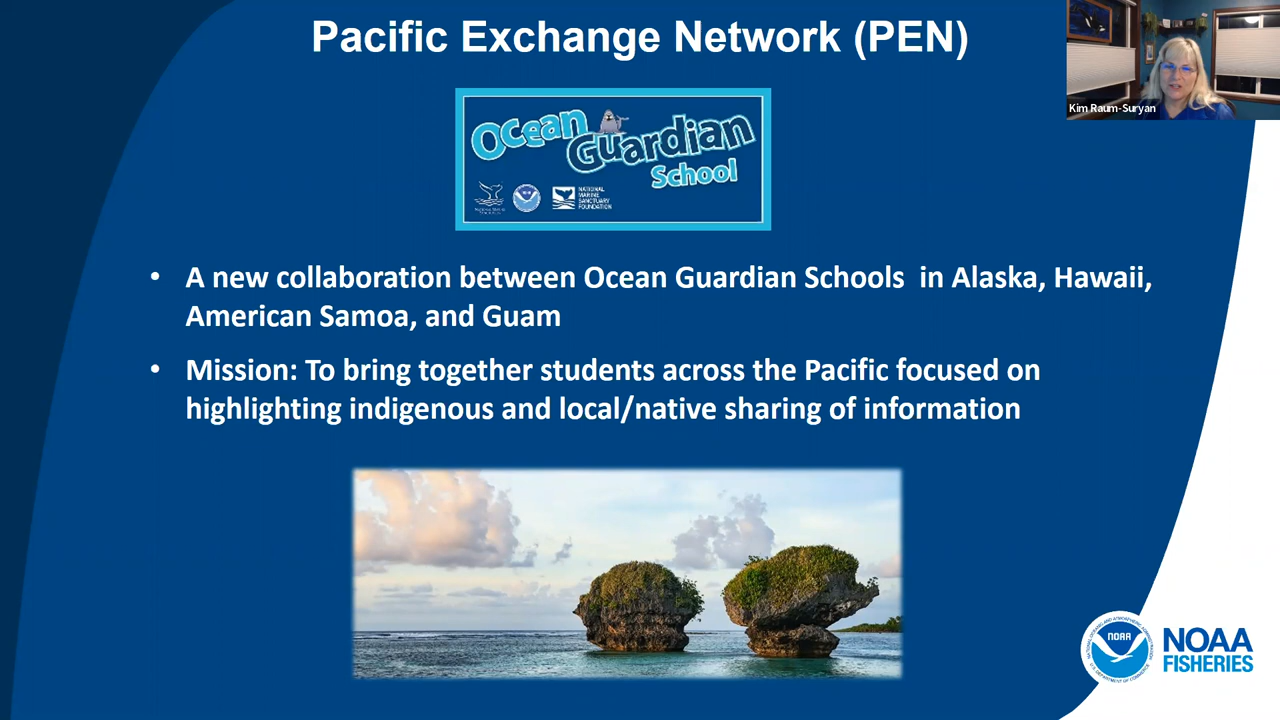 Pacific Exchange Network (PEN)
Kim Raum-Suryan
Ocean
Guardian
School
NATIONAL
MARINE
SANCTUARY
FOUNDATION
• A new collaboration between Ocean Guardian Schools in Alaska, Hawaii,
American Samoa, and Guam
• Mission: To bring together students across the Pacific focused on
highlighting indigenous and local/native sharing of information
NOAA
NOAA
FISHERIES